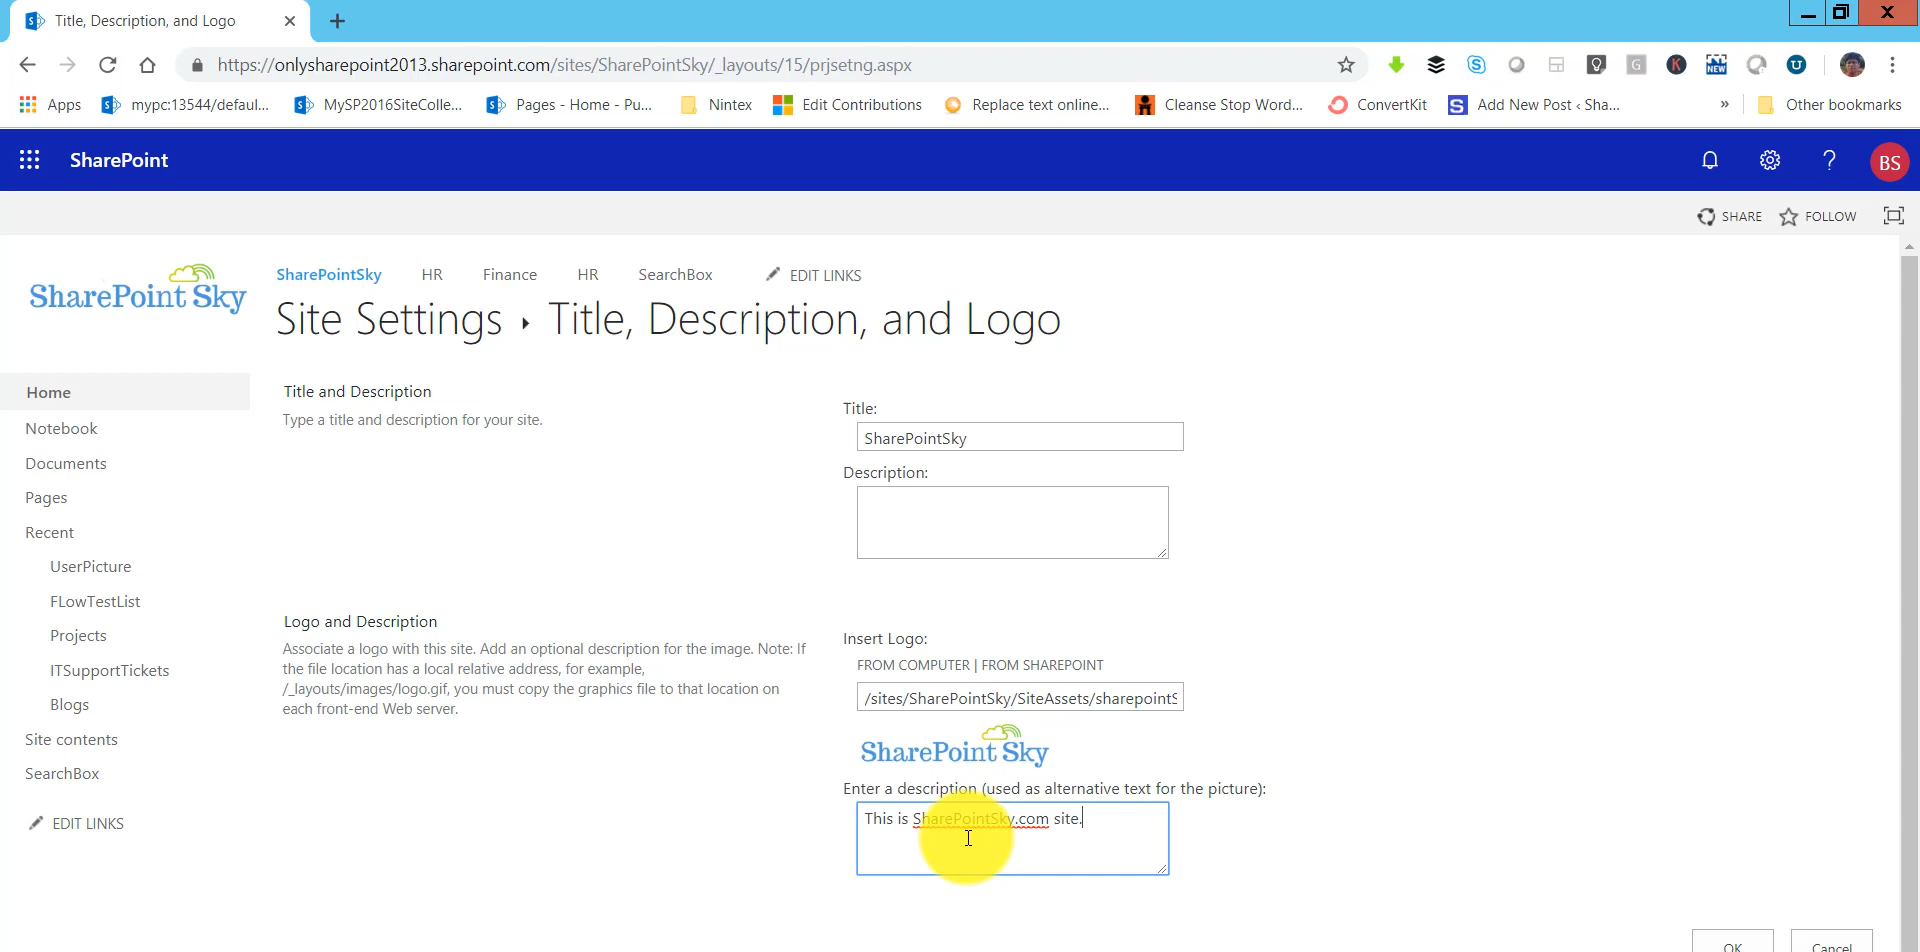 Title, Description, and Logo
https://onlysharepoint2013.sharepoint.com/sites/SharePointSky/_layouts/15/prjsetng.aspx
Apps mypc:13544/defaul... MySP2016SiteColle... Pages - Home - Pu... Nintex Edit Contributions Replace text online... Cleanse Stop Word... ConvertKit Add New Post ‹ Sha... » Other bookmarks
SharePoint
? BS
SHARE FOLLOW
SharePoint Sky
SharePointSky HR Finance HR SearchBox EDIT LINKS
Site Settings ▸ Title, Description, and Logo
Home
Notebook
Documents
Pages
Recent
UserPicture
FLowTestList
Projects
ITSupportTickets
Blogs
Site contents
SearchBox
EDIT LINKS
Title and Description
Type a title and description for your site.
Title:
SharePointSky
Description:
Logo and Description
Associate a logo with this site. Add an optional description for the image. Note: If
the file location has a local relative address, for example,
/_layouts/images/logo.gif, you must copy the graphics file to that location on
each front-end Web server.
Insert Logo:
FROM COMPUTER | FROM SHAREPOINT
/sites/SharePointSky/SiteAssets/sharepointS
SharePoint Sky
Enter a description (used as alternative text for the picture):
This is SharePointSky.com site.
OK Cancel